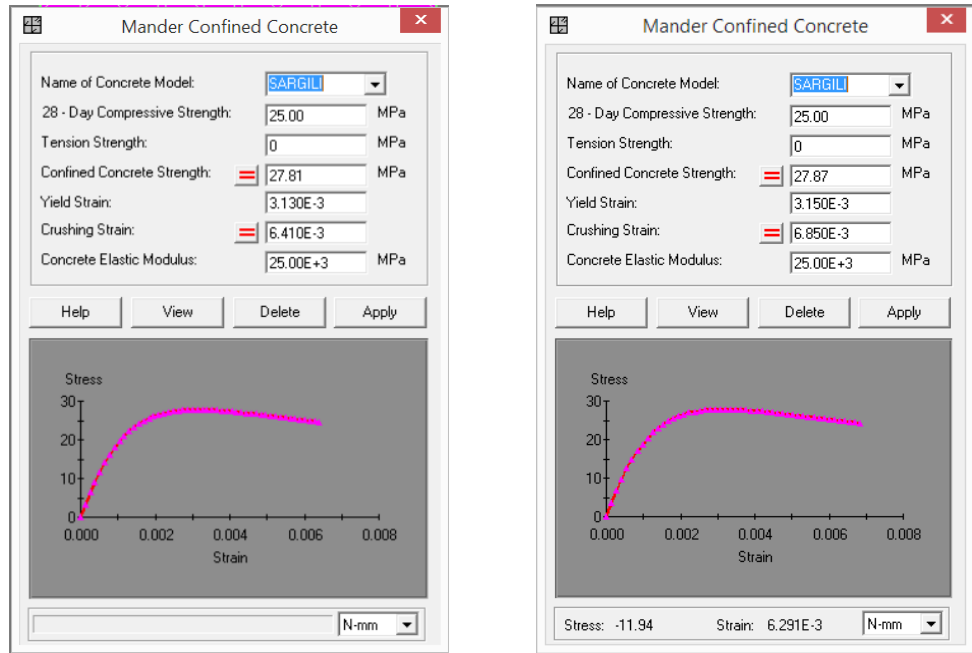 Mander Confined Concrete
Name of Concrete Model: SARGILI
28 - Day Compressive Strength: 25.00 MPa
Tension Strength: 0 MPa
Confined Concrete Strength: 27.81 MPa
Yield Strain: 3.130E-3
Crushing Strain: 6.410E-3
Concrete Elastic Modulus: 25.00E+3 MPa
Help View Delete Apply
Stress
30
20
10
0
0.000 0.002 0.004 0.006 0.008
Strain
N-mm
Mander Confined Concrete
Name of Concrete Model: SARGILI
28 - Day Compressive Strength: 25.00 MPa
Tension Strength: 0 MPa
Confined Concrete Strength: 27.87 MPa
Yield Strain: 3.150E-3
Crushing Strain: 6.850E-3
Concrete Elastic Modulus: 25.00E+3 MPa
Help View Delete Apply
Stress
30
20
10
0
0.000 0.002 0.004 0.006 0.008
Strain
Stress: -11.94 Strain: 6.291E-3 N-mm